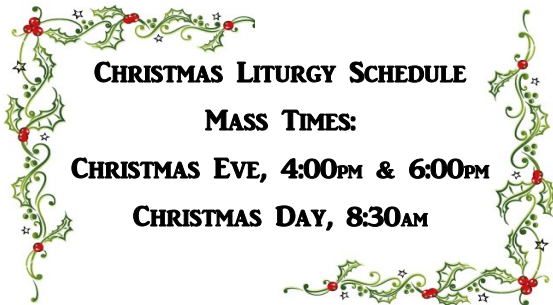 Christmas Liturgy Schedule
Mass Times:
Christmas Eve, 4:00pm & 6:00pm
Christmas Day, 8:30am